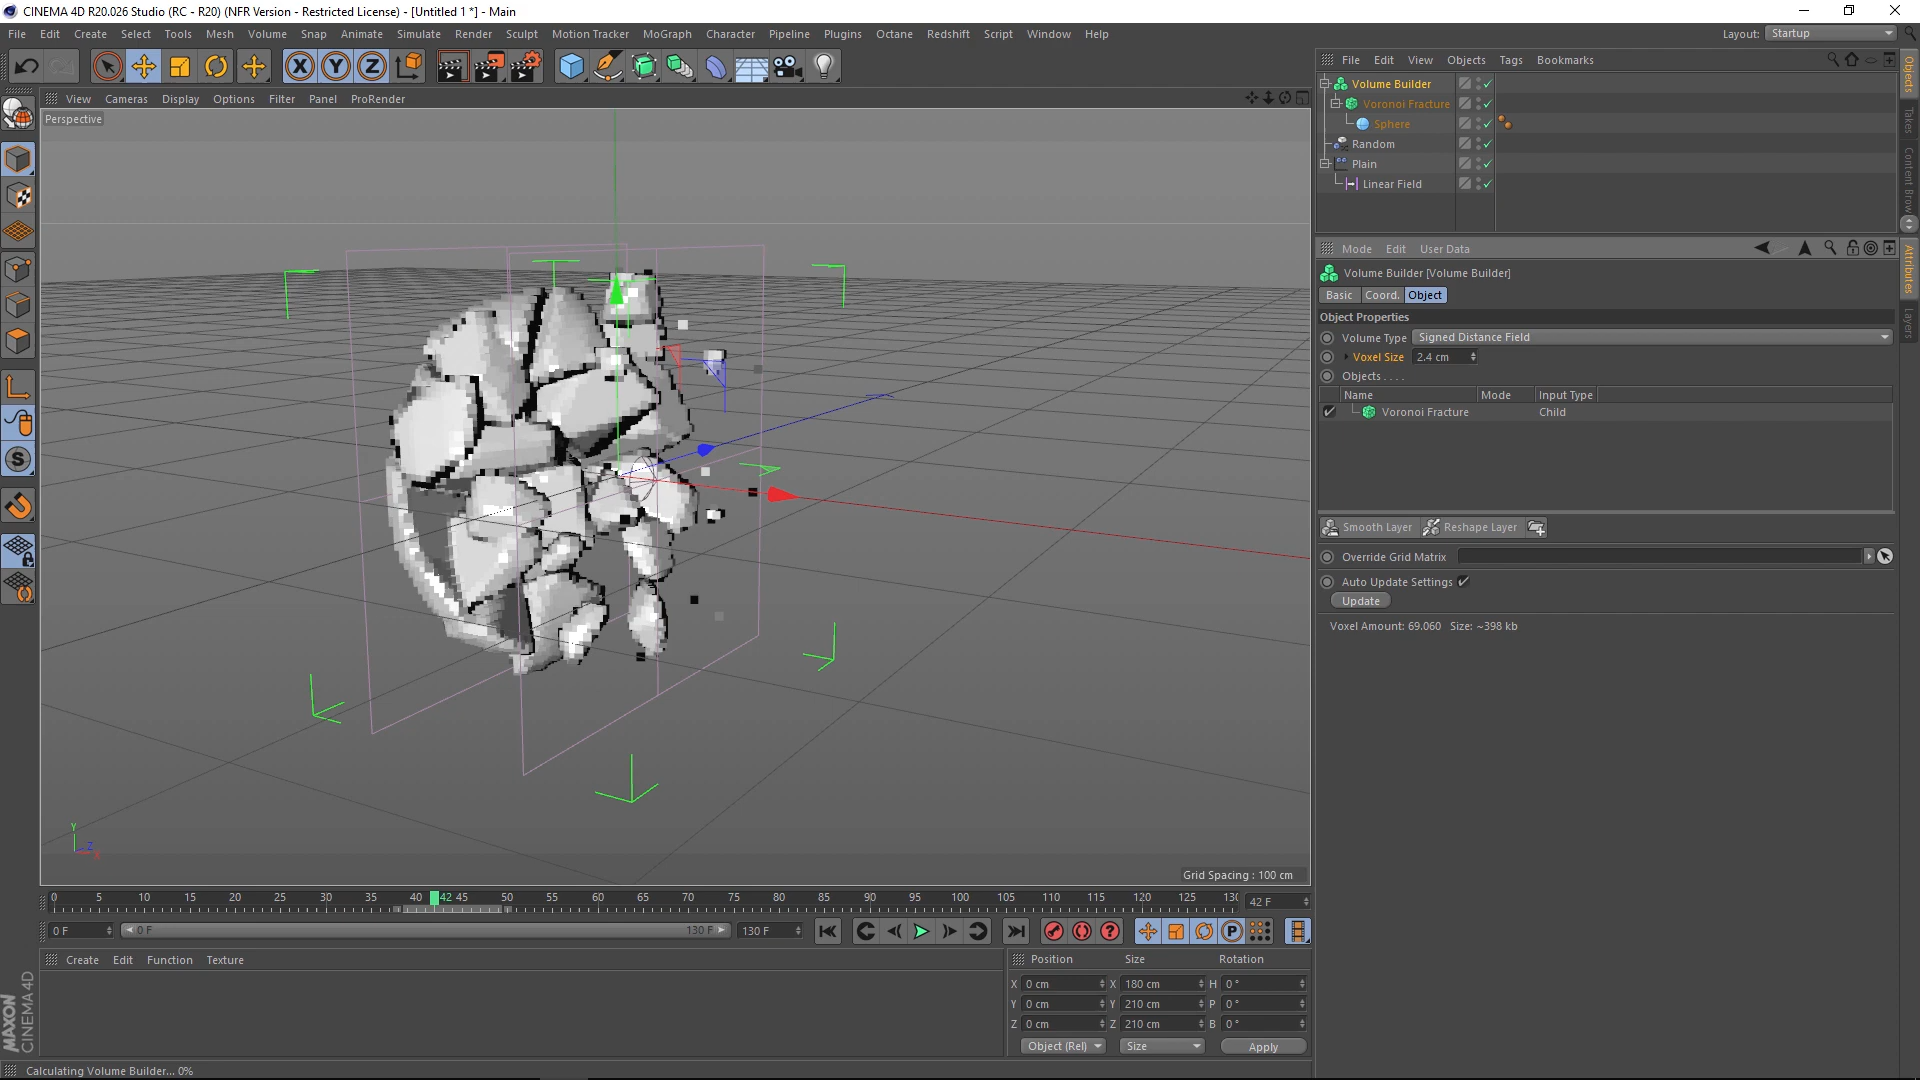 CINEMA 4D R20.026 Studio (RC - R20) (NFR Version - Restricted License) - [Untitled 1 *] - Main
File Edit Create Select Tools Mesh Volume Snap Animate Simulate Render Sculpt Motion Tracker MoGraph Character Pipeline Plugins Octane Redshift Script Window Help
Layout: Startup
X Y Z
File Edit View Objects Tags Bookmarks
Volume Builder
Voronoi Fracture
Sphere
Random
Plain
Linear Field
Objects
Takes
Content Brow
View Cameras Display Options Filter Panel ProRender
Perspective
Mode Edit User Data
Volume Builder [Volume Builder]
Basic Coord. Object
Object Properties
Volume Type Signed Distance Field
Voxel Size 2.4 cm
Objects . . . .
Name Mode Input Type
Voronoi Fracture Child
Smooth Layer Reshape Layer
Override Grid Matrix
Auto Update Settings
Update
Voxel Amount: 69.060 Size: ~398 kb
Attributes
Layers
S
Y
Z
X
Grid Spacing : 100 cm
0 5 10 15 20 25 30 35 40 42 45 50 55 60 65 70 75 80 85 90 95 100 105 110 115 120 125 130 42 F
0 F 0 F 130 F 130 F
P
Create Edit Function Texture
Position Size Rotation
X 0 cm X 180 cm H 0 °
Y 0 cm Y 210 cm P 0 °
Z 0 cm Z 210 cm B 0 °
Object (Rel) Size Apply
MAXON
CINEMA 4D
Calculating Volume Builder... 0%